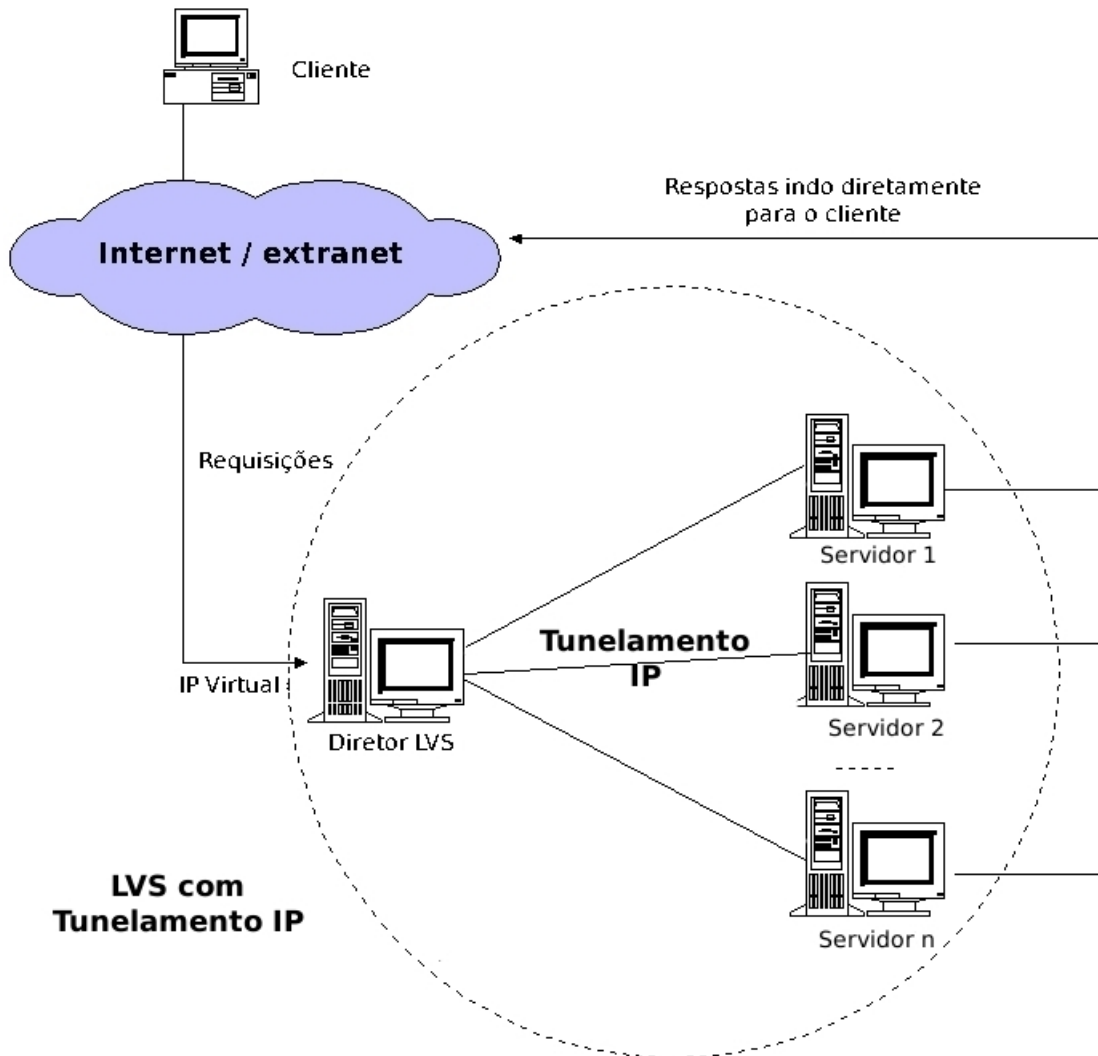 Cliente
Respostas indo diretamente
para o cliente
Internet / extranet
Requisições
Servidor 1
Tunelamento
IP
IP Virtual
Servidor 2
Diretor LVS
LVS com
Tunelamento IP
Servidor n